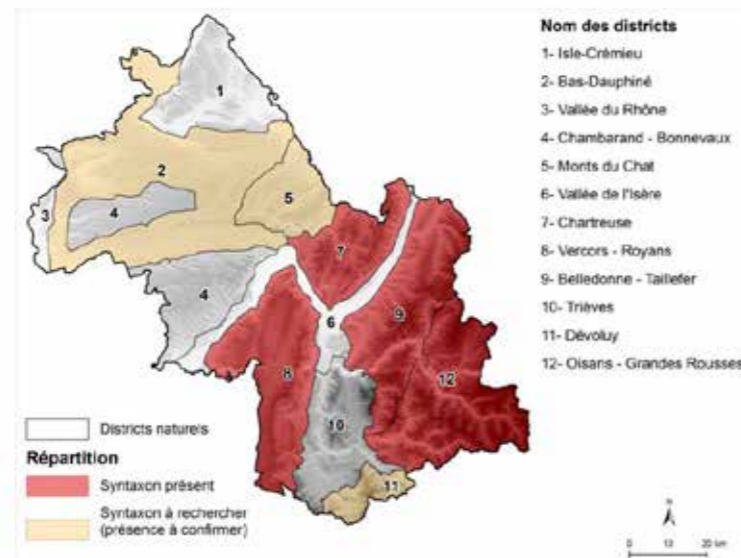 Nom des districts
1- Isle-Crémieu
2- Bas-Dauphiné
3- Vallée du Rhône
4- Chambarand - Bonnevaux
5- Monts du Chat
6- Vallée de l'Isère
7- Chartreuse
8- Vercors - Royans
9- Belledonne - Taillefer
10- Trièves
11- Dévoluy
12- Oisans - Grandes Rousses
1
2
5
3
4
7
4
6
9
8
12
10
11
Districts naturels
Répartition
Syntaxon présent
Syntaxon à rechercher
(présence à confirmer)
N
0 10 20 km